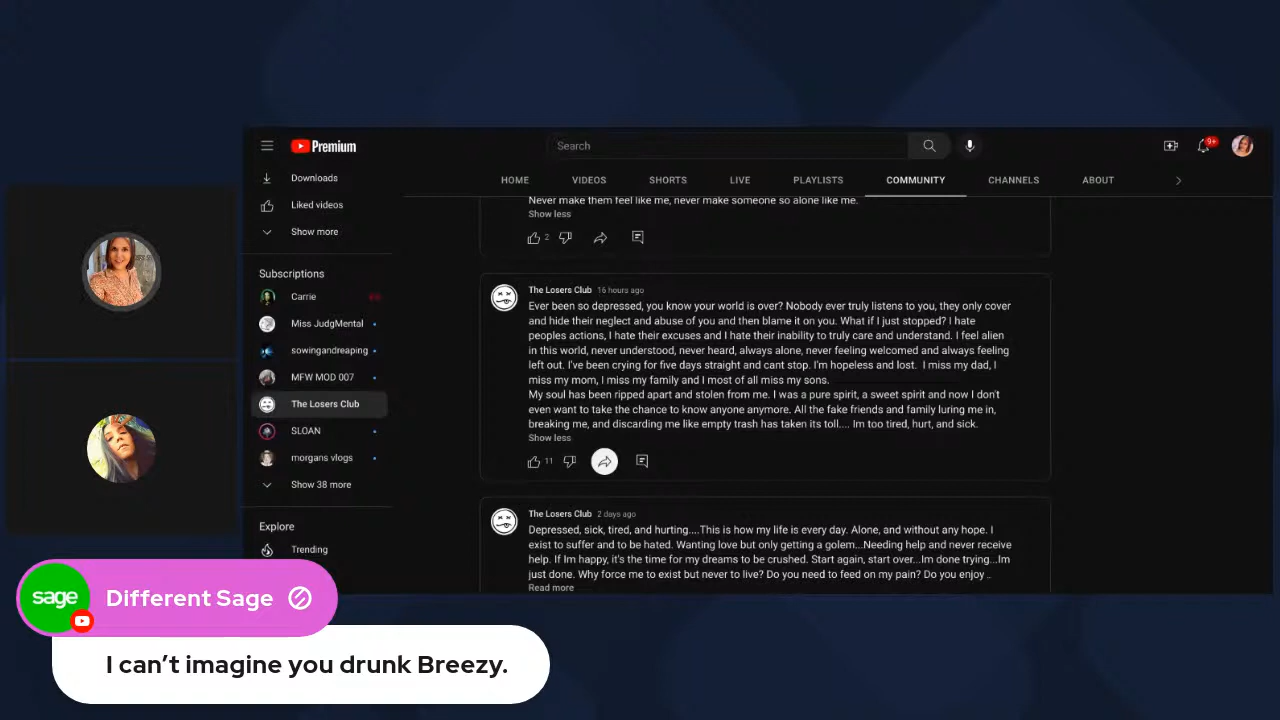 Premium
Search
9+
Downloads
Liked videos
Show more
Subscriptions
Carrie
Miss JudgMental
sowingandreaping
MFW MOD 007
The Losers Club
SLOAN
morgans vlogs
Show 38 more
Explore
Trending
HOME VIDEOS SHORTS LIVE PLAYLISTS COMMUNITY CHANNELS ABOUT
Never make them feel like me, never make someone so alone like me.
Show less
2
The Losers Club 16 hours ago
Ever been so depressed, you know your world is over? Nobody ever truly listens to you, they only cover
and hide their neglect and abuse of you and then blame it on you. What if I just stopped? I hate
peoples actions, I hate their excuses and I hate their inability to truly care and understand. I feel alien
in this world, never understood, never heard, always alone, never feeling welcomed and always feeling
left out. I've been crying for five days straight and cant stop. I'm hopeless and lost. I miss my dad, I
miss my mom, I miss my family and I most of all miss my sons.
My soul has been ripped apart and stolen from me. I was a pure spirit, a sweet spirit and now I don't
even want to take the chance to know anyone anymore. All the fake friends and family luring me in,
breaking me, and discarding me like empty trash has taken its toll.... Im too tired, hurt, and sick.
Show less
11
The Losers Club 2 days ago
Depressed, sick, tired, and hurting....This is how my life is every day. Alone, and without any hope. I
exist to suffer and to be hated. Wanting love but only getting a golem...Needing help and never receive
help. If Im happy, it's the time for my dreams to be crushed. Start again, start over...Im done trying...Im
just done. Why force me to exist but never to live? Do you need to feed on my pain? Do you enjoy ..
Read more
sage
Different Sage
I can't imagine you drunk Breezy.